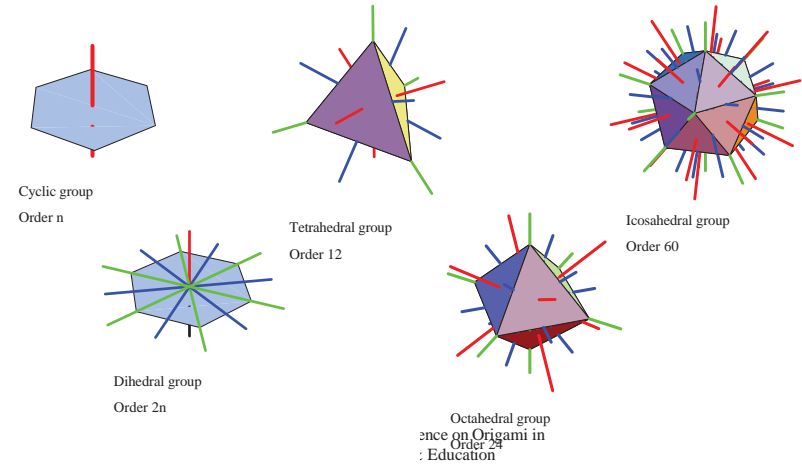 Cyclic group
Order n
Tetrahedral group
Order 12
Icosahedral group
Order 60
Dihedral group
Order 2n
Octahedral group
Order 24
ence on Origami in
Education